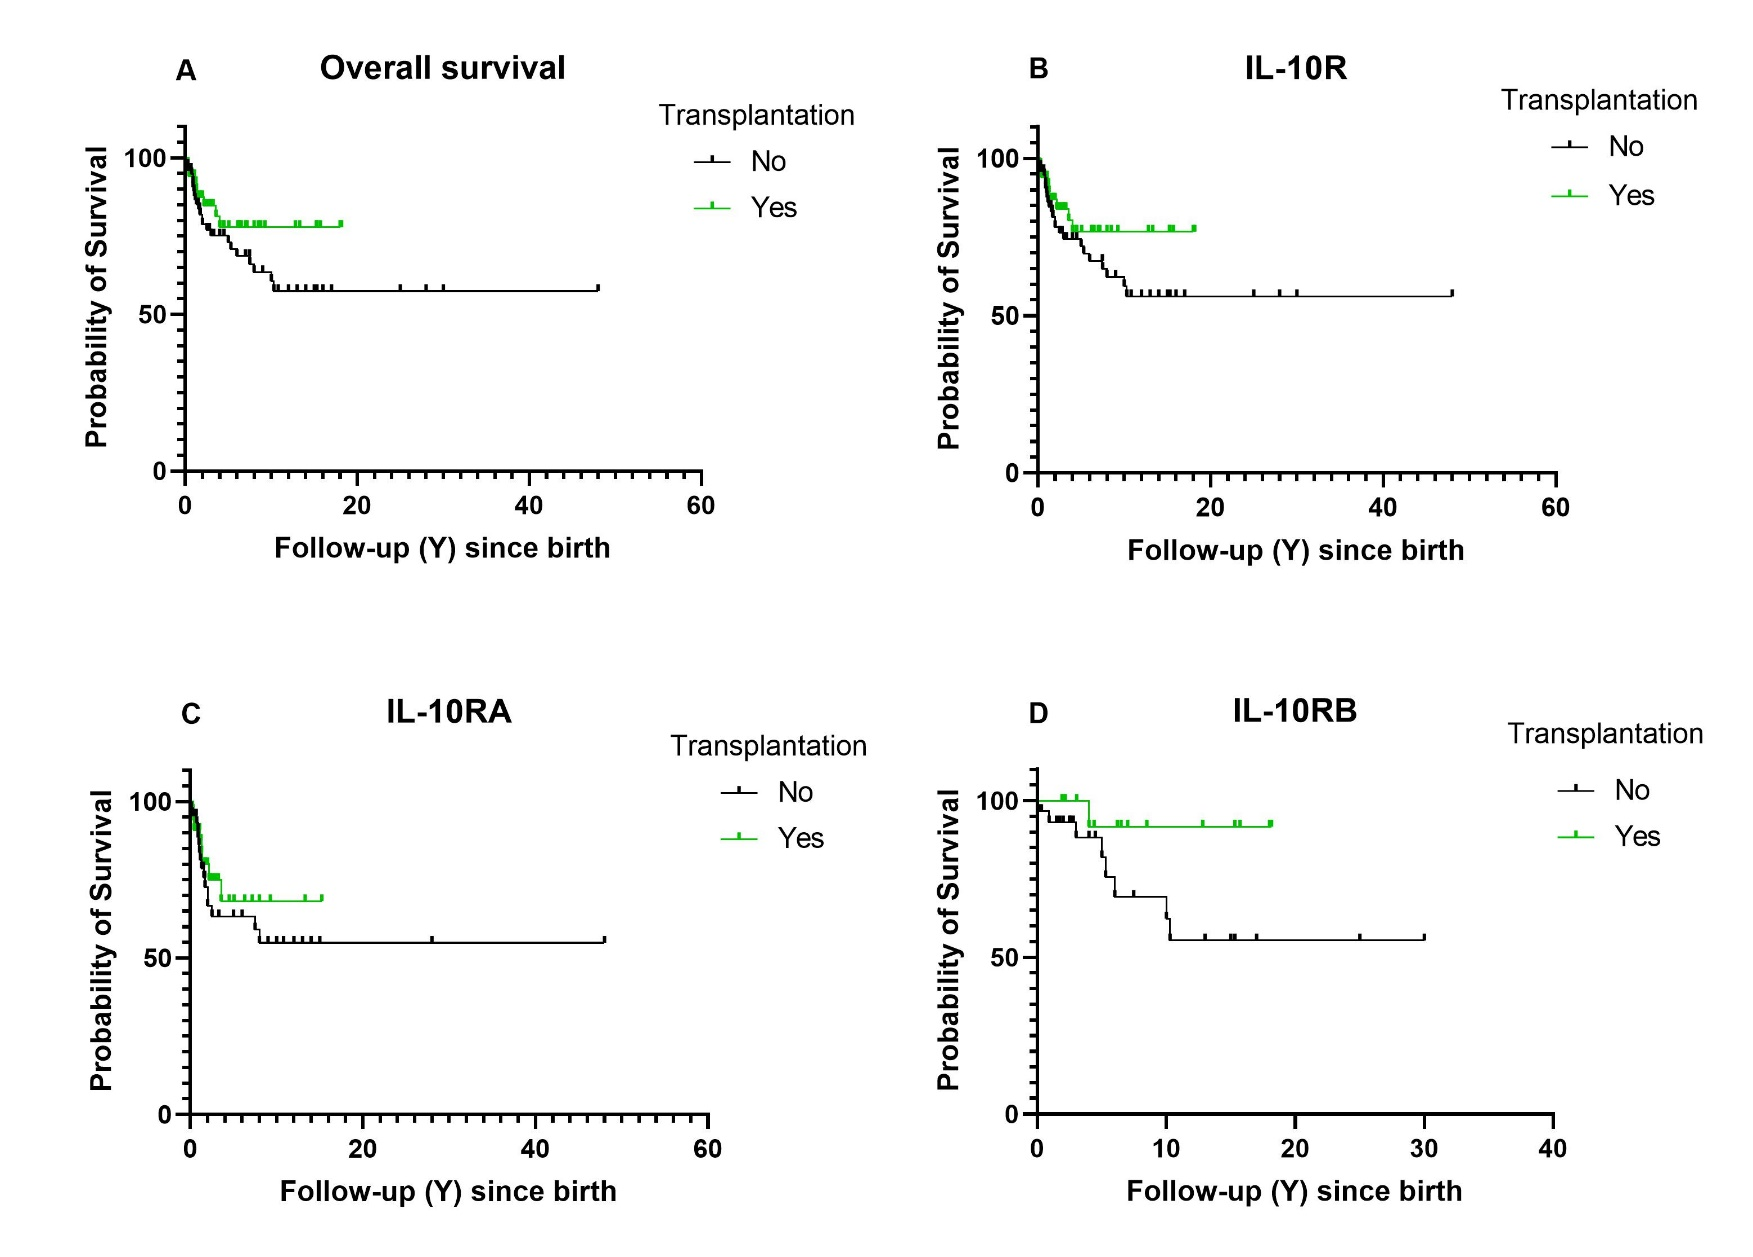 A Overall survival
Transplantation
No
Yes
Probability of Survival
100
50
0
0 20 40 60
Follow-up (Y) since birth
B IL-10R
Transplantation
No
Yes
Probability of Survival
100
50
0
0 20 40 60
Follow-up (Y) since birth
C IL-10RA
Transplantation
No
Yes
Probability of Survival
100
50
0
0 20 40 60
Follow-up (Y) since birth
D IL-10RB
Transplantation
No
Yes
Probability of Survival
100
50
0
0 10 20 30 40
Follow-up (Y) since birth